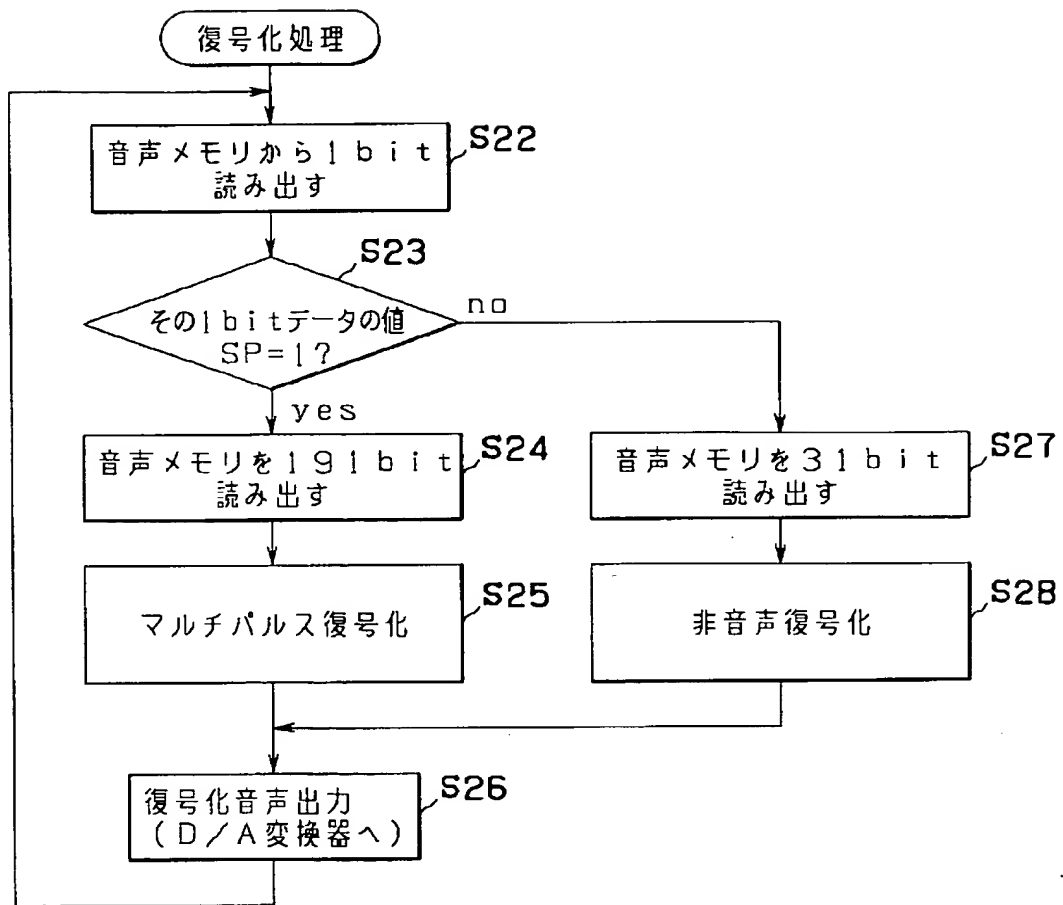 復号化処理
音声メモリから1bit
読み出す
S22
S23
その1bitデータの値
SP=1?
no
yes
音声メモリを191bit
読み出す
S24
音声メモリを31bit
読み出す
S27
マルチパルス復号化
S25
非音声復号化
S28
復号化音声出力
(D/A変換器へ)
S26